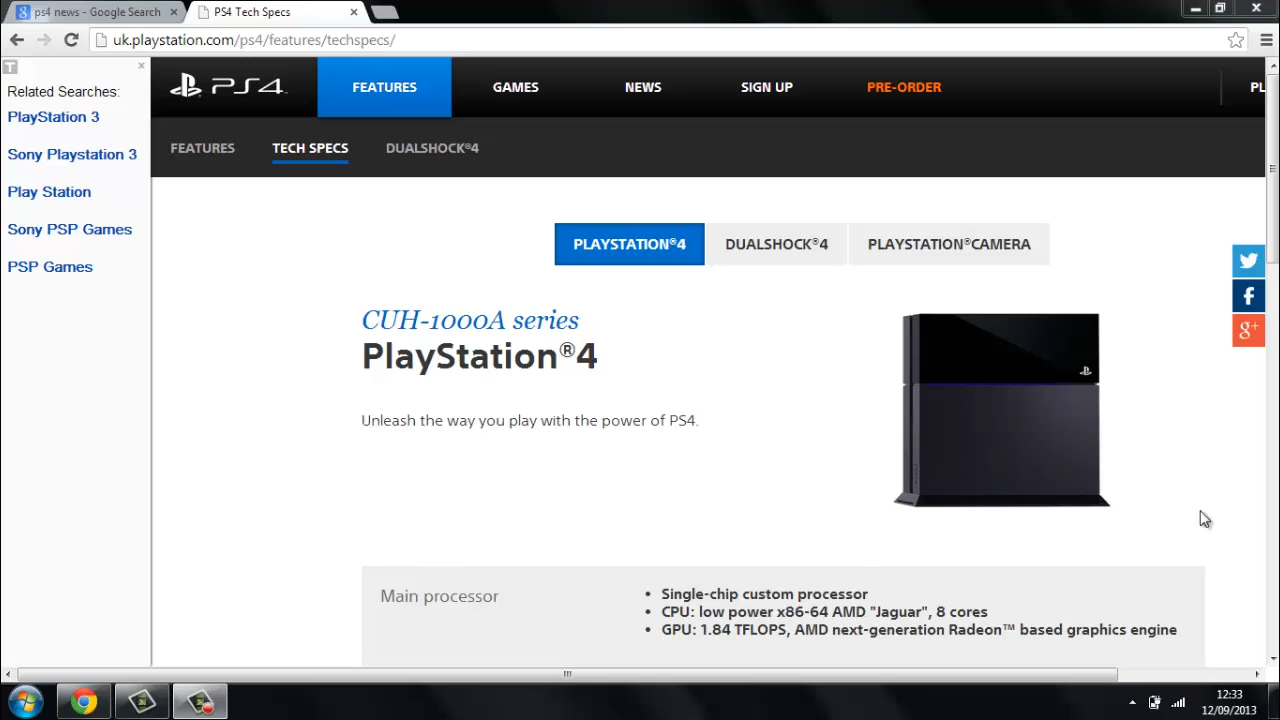 ps4 news - Google Search
PS4 Tech Specs
uk.playstation.com/ps4/features/techspecs/
T
Related Searches:
PlayStation 3
Sony Playstation 3
Play Station
Sony PSP Games
PSP Games
PS4
FEATURES
GAMES
NEWS
SIGN UP
PRE-ORDER
PL
FEATURES
TECH SPECS
DUALSHOCK®4
PLAYSTATION®4
DUALSHOCK®4
PLAYSTATION®CAMERA
CUH-1000A series
PlayStation®4
Unleash the way you play with the power of PS4.
Main processor
• Single-chip custom processor
• CPU: low power x86-64 AMD "Jaguar", 8 cores
• GPU: 1.84 TFLOPS, AMD next-generation Radeon™ based graphics engine
12:33
12/09/2013